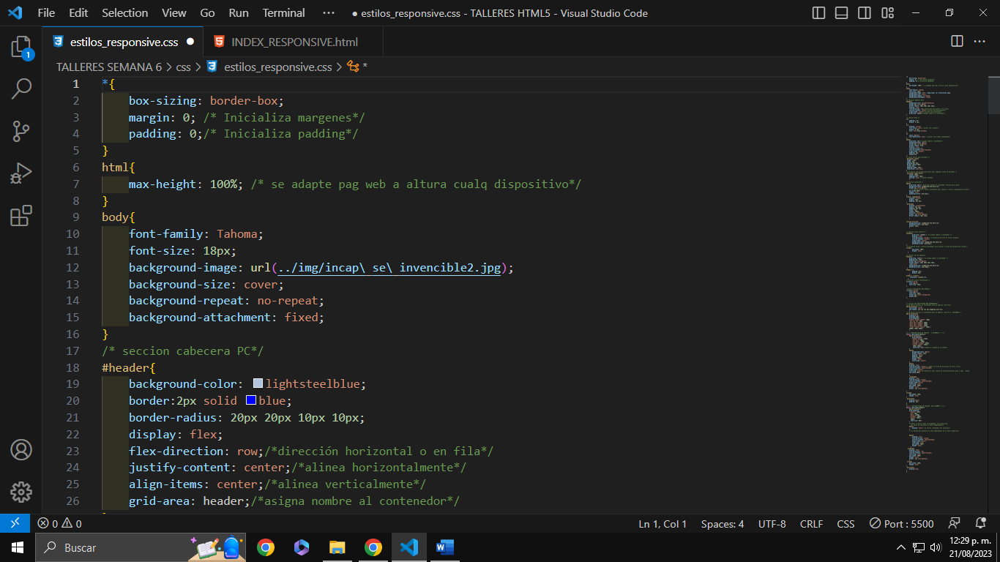 File Edit Selection View Go Run Terminal ··· ● estilos_responsive.css - TALLERES HTML5 - Visual Studio Code
estilos_responsive.css ● INDEX_RESPONSIVE.html
1
TALLERES SEMANA 6 > css > estilos_responsive.css > *
1 *{
2 box-sizing: border-box;
3 margin: 0; /* Inicializa margenes*/
4 padding: 0;/* Inicializa padding*/
5 }
6 html{
7 max-height: 100%; /* se adapte pag web a altura cualq dispositivo*/
8 }
9 body{
10 font-family: Tahoma;
11 font-size: 18px;
12 background-image: url(../img/incap\ se\ invencible2.jpg);
13 background-size: cover;
14 background-repeat: no-repeat;
15 background-attachment: fixed;
16 }
17 /* seccion cabecera PC*/
18 #header{
19 background-color: lightsteelblue;
20 border:2px solid blue;
21 border-radius: 20px 20px 10px 10px;
22 display: flex;
23 flex-direction: row;/*dirección horizontal o en fila*/
24 justify-content: center;/*alinea horizontalmente*/
25 align-items: center;/*alinea verticalmente*/
26 grid-area: header;/*asigna nombre al contenedor*/
0 0 Ln 1, Col 1 Spaces: 4 UTF-8 CRLF CSS Port : 5500
Buscar
12:29 p. m.
21/08/2023